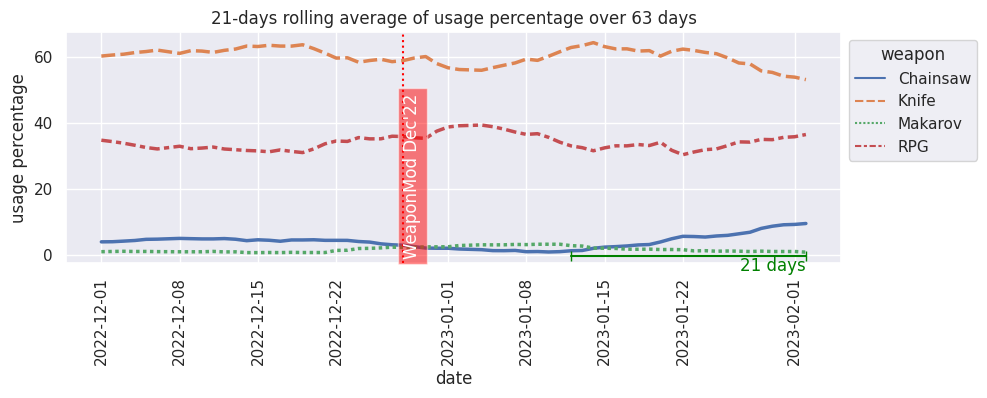 21-days rolling average of usage percentage over 63 days
usage percentage
60
40
20
0
WeaponMod Dec'22
21 days
2022-12-01
2022-12-08
2022-12-15
2022-12-22
2023-01-01
2023-01-08
2023-01-15
2023-01-22
2023-02-01
date
weapon
Chainsaw
Knife
Makarov
RPG